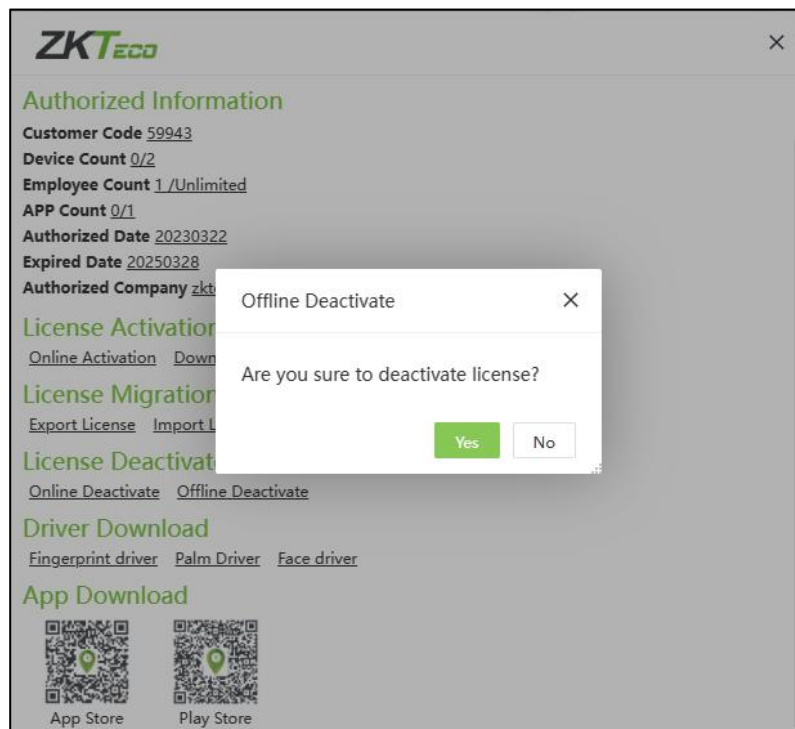 ZKTeco
Authorized Information
Customer Code 59943
Device Count 0/2
Employee Count 1 /Unlimited
APP Count 0/1
Authorized Date 20230322
Expired Date 20250328
Authorized Company
Offline Deactivate
Are you sure to deactivate license?
Yes No
License
Online Activation
License
Export License Import
License
Online Deactivate Offline Deactivate
Driver Download
Fingerprint driver Palm Driver Face driver
App Download
App Store Play Store